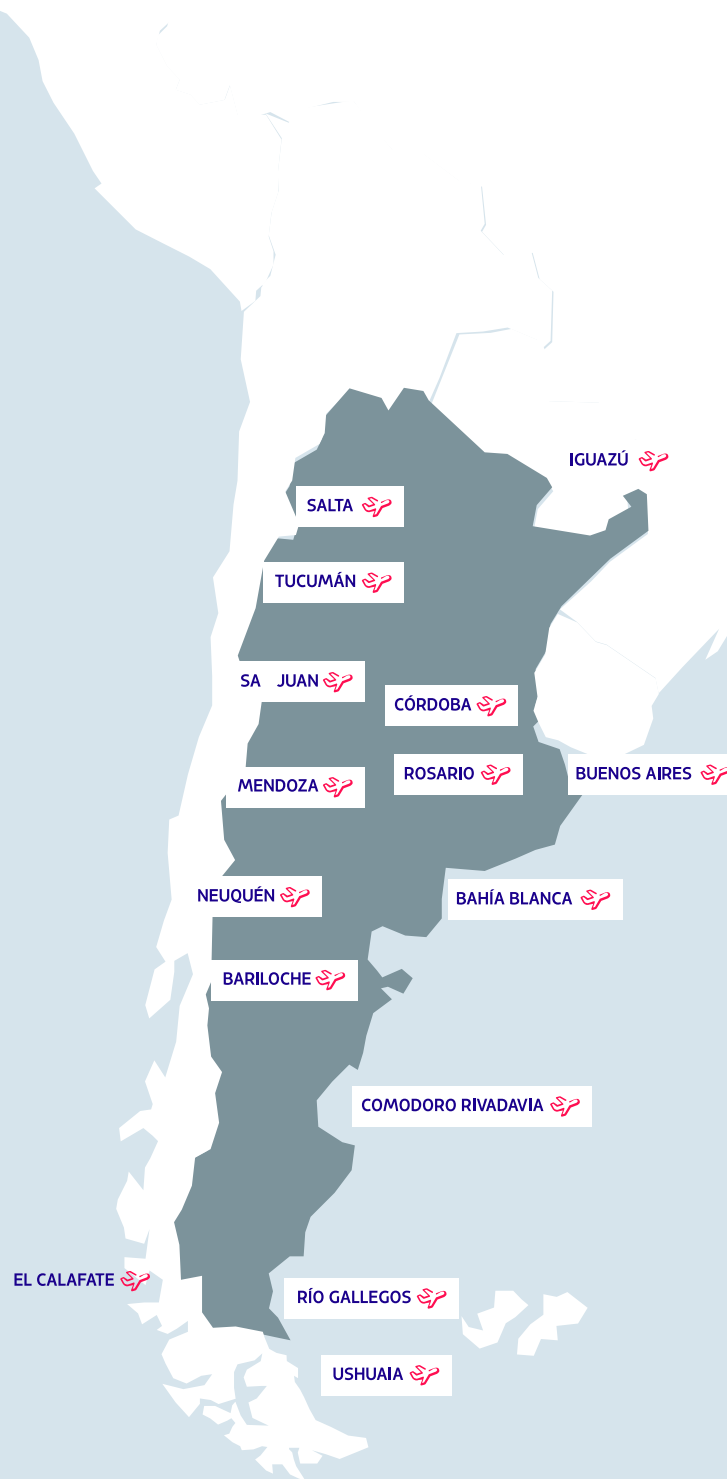 IGUAZÚ
SALTA
TUCUMÁN
SA JUAN
CÓRDOBA
ROSARIO
BUENOS AIRES
MENDOZA
NEUQUÉN
BAHÍA BLANCA
BARILOCHE
COMODORO RIVADAVIA
EL CALAFATE
RÍO GALLEGOS
USHUAIA